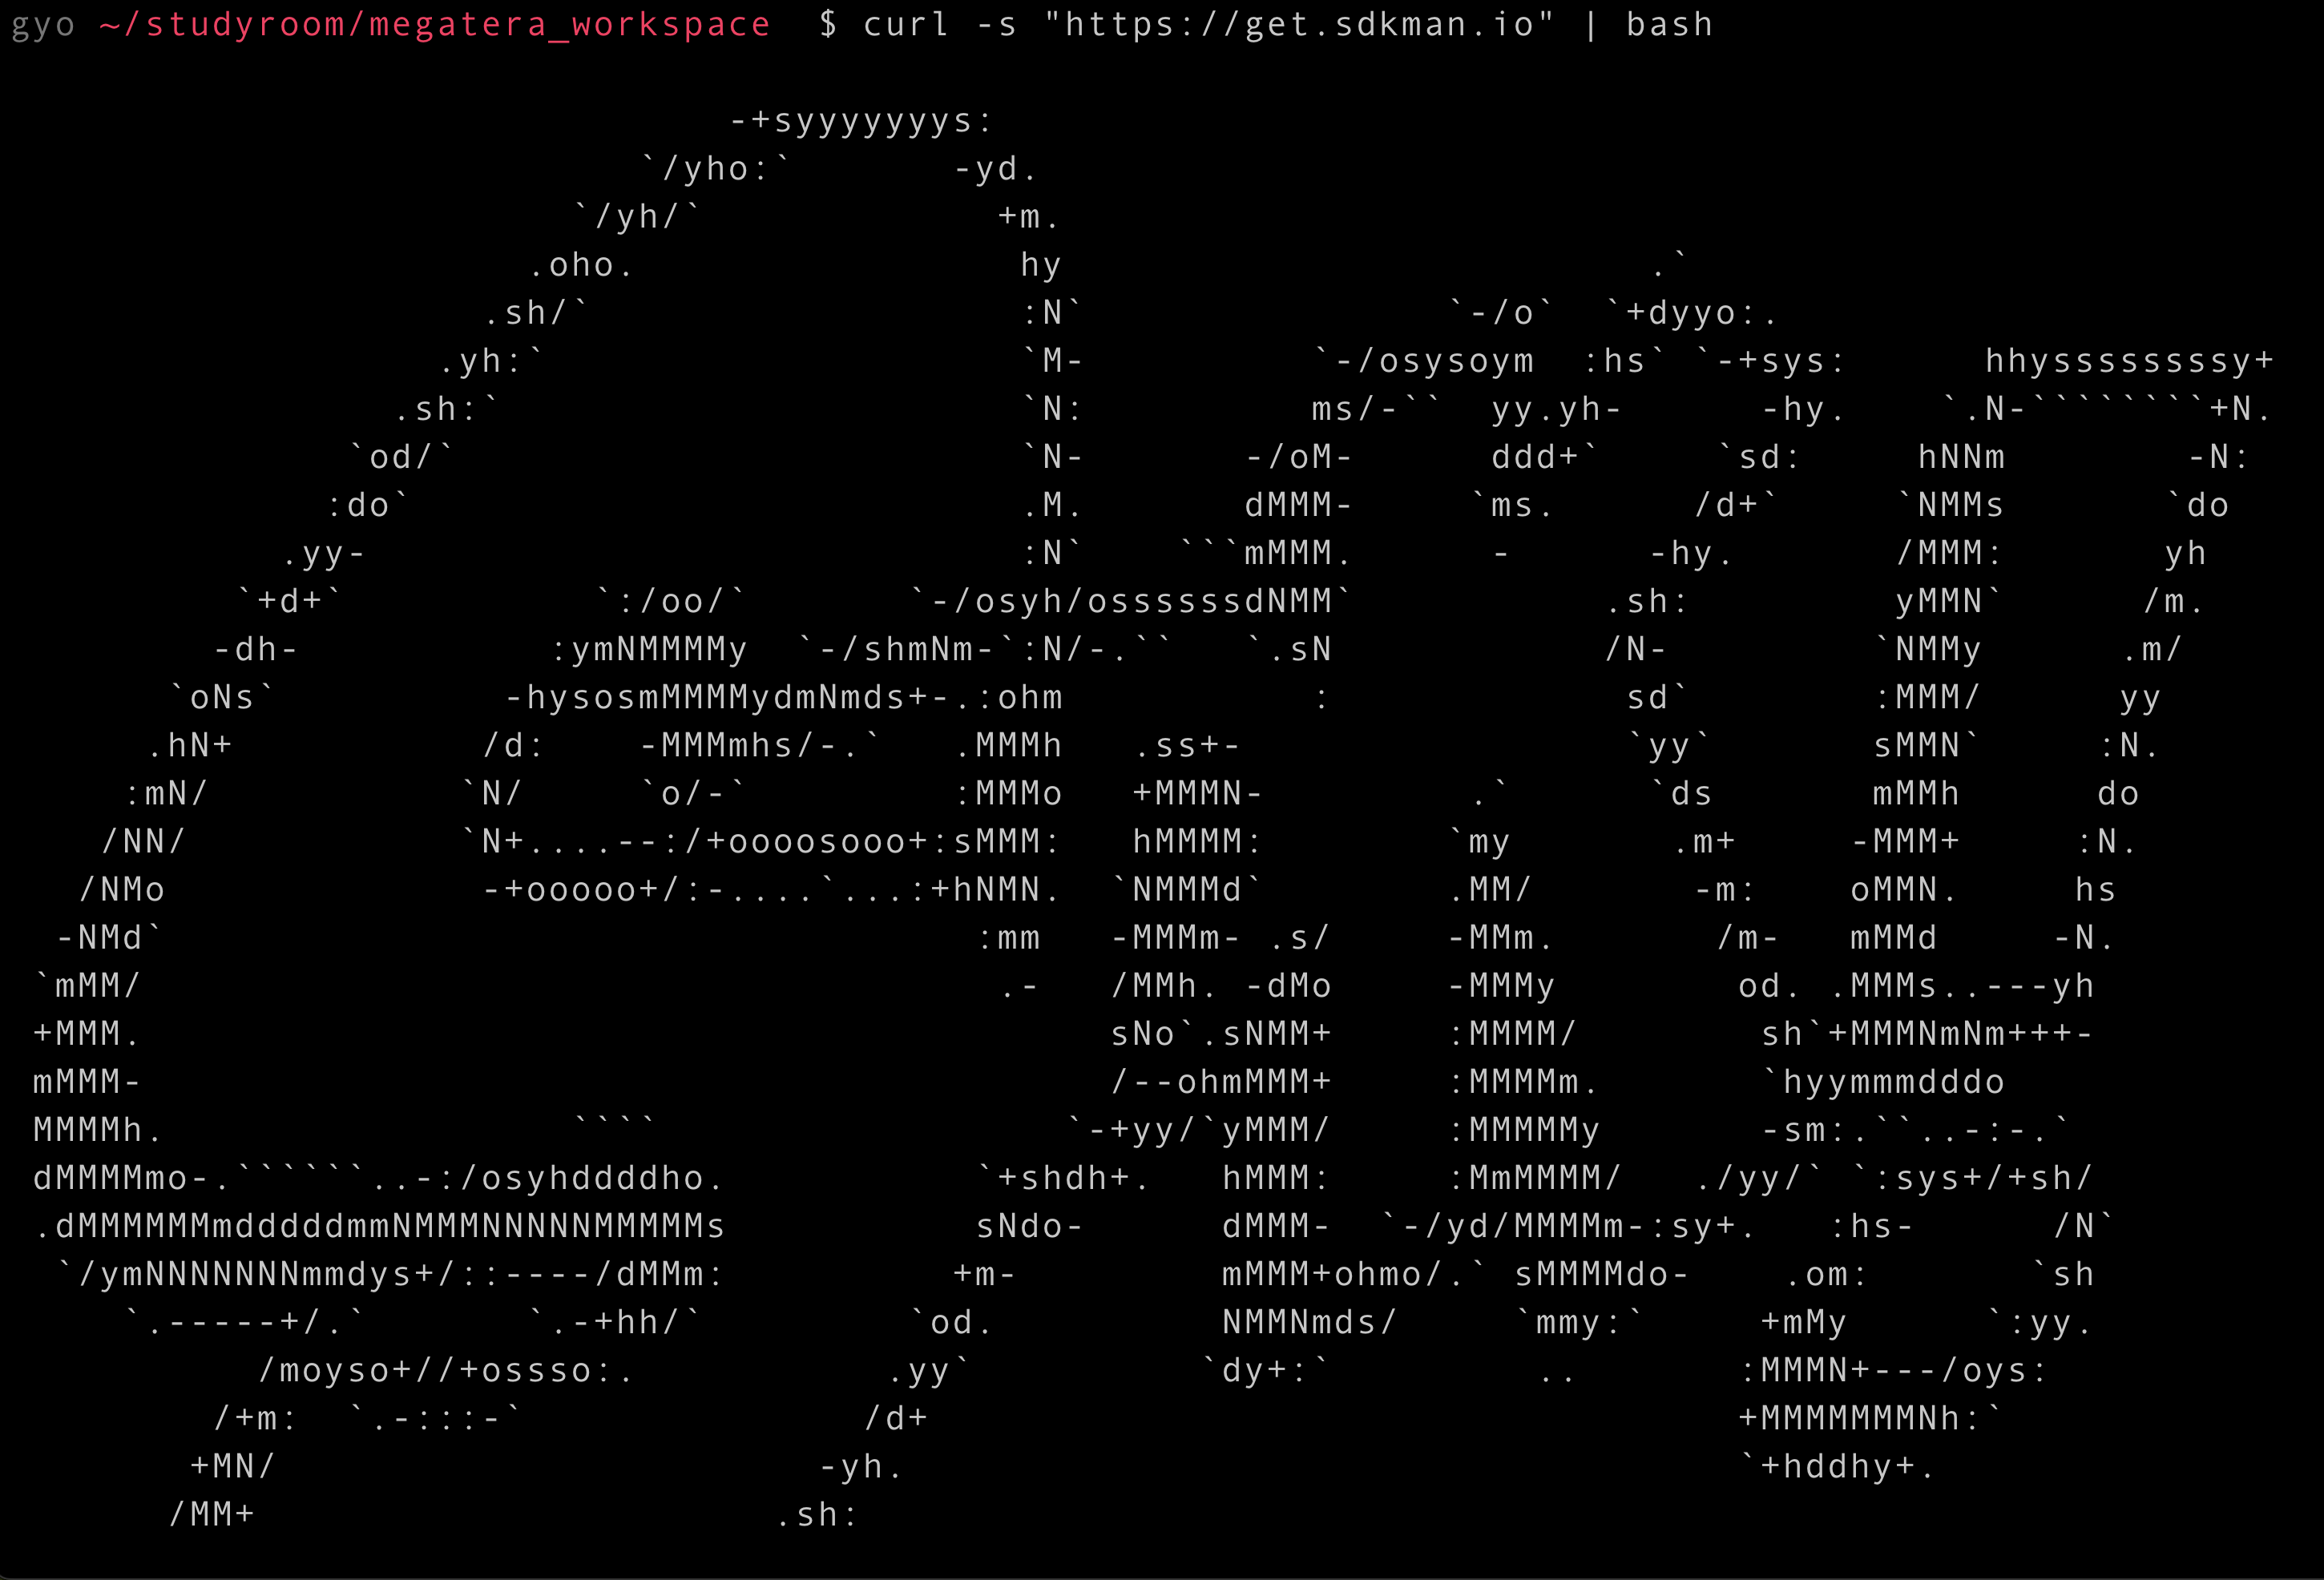 gyo ~/studyroom/megatera_workspace  $ curl -s "https://get.sdkman.io" | bash

                                -+syyyyyyys:
                            `/yho:`       -yd.
                         `/yh/`             +m.
                       .oho.                 hy                          .`
                     .sh/`                   :N`                `-/o`  `+dyyo:.
                   .yh:`                     `M-          `-/osysoym  :hs` `-+sys:      hhyssssssssy+
                 .sh:`                       `N:          ms/-``  yy.yh-      -hy.    `.N-````````+N.
               `od/`                         `N-       -/oM-      ddd+`     `sd:     hNNm        -N:
              :do`                           .M.       dMMM-     `ms.      /d+`     `NMMs       `do
            .yy-                             :N`    ```mMMM.      -      -hy.       /MMM:       yh
          `+d+`           `:/oo/`       `-/osyh/ossssssdNMM`           .sh:         yMMN`      /m.
         -dh-           :ymNMMMMy  `-/shmNm-`:N/-.``   `.sN            /N-         `NMMy      .m/
       `oNs`          -hysosmMMMMydmNmds+-.:ohm           :             sd`        :MMM/      yy
      .hN+           /d:    -MMMmhs/-.`   .MMMh   .ss+-                 `yy`       sMMN`     :N.
     :mN/           `N/     `o/-`         :MMMo   +MMMN-         .`      `ds       mMMh      do
    /NN/            `N+....--:/+oooosooo+:sMMM:   hMMMM:        `my       .m+     -MMM+     :N.
   /NMo              -+ooooo+/:-....`...:+hNMN.  `NMMMd`        .MM/       -m:    oMMN.     hs
  -NMd`                                    :mm   -MMMm- .s/     -MMm.       /m-   mMMd     -N.
 `mMM/                                      .-   /MMh. -dMo     -MMMy        od. .MMMs..---yh
 +MMM.                                           sNo`.sNMM+     :MMMM/        sh`+MMMNmNm+++-
 mMMM-                                           /--ohmMMM+     :MMMMm.       `hyymmmdddo
 MMMMh.                  ````                  `-+yy/`yMMM/     :MMMMMy       -sm:.``..-:-.`
 dMMMMmo-.``````..-:/osyhddddho.           `+shdh+.   hMMM:     :MmMMMM/   ./yy/` `:sys+/+sh/
 .dMMMMMMmdddddmmNMMMNNNNNMMMMMs           sNdo-      dMMM-  `-/yd/MMMMm-:sy+.   :hs-      /N`
  `/ymNNNNNNNmmdys+/::----/dMMm:          +m-         mMMM+ohmo/.` sMMMMdo-    .om:       `sh
     `.-----+/.`       `.-+hh/`         `od.          NMMNmds/     `mmy:`     +mMy      `:yy.
           /moyso+//+ossso:.           .yy`          `dy+:`         ..       :MMMN+---/oys:
         /+m:  `.-:::-`               /d+                                    +MMMMMMMNh:`
        +MN/                        -yh.                                     `+hddhy+.
       /MM+                       .sh: